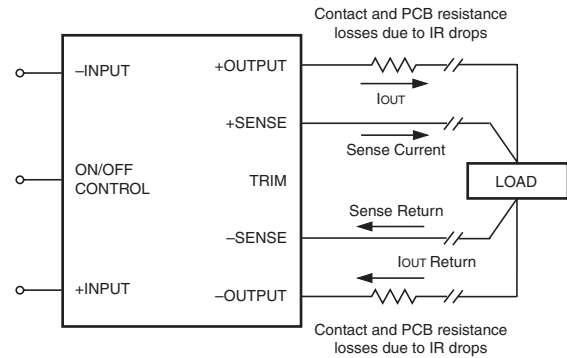 Contact and PCB resistance
losses due to IR drops
–INPUT
+OUTPUT
IOUT
+SENSE
Sense Current
ON/OFF
CONTROL
TRIM
LOAD
Sense Return
–SENSE
IOUT Return
+INPUT
–OUTPUT
Contact and PCB resistance
losses due to IR drops